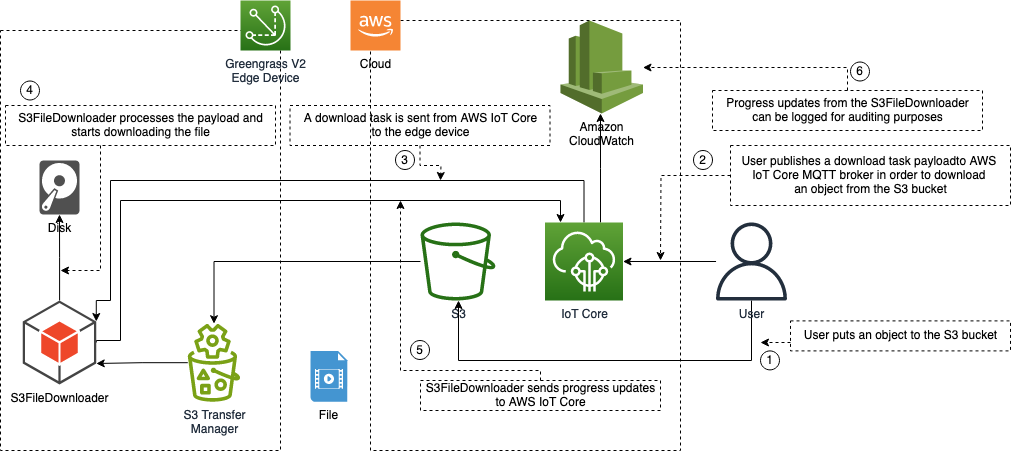 aws
Greengrass V2
Edge Device
Cloud
4
S3FileDownloader processes the payload and
starts downloading the file
A download task is sent from AWS IoT Core
to the edge device
3
Amazon
CloudWatch
6
Progress updates from the S3FileDownloader
can be logged for auditing purposes
2
User publishes a download task payloadto AWS
IoT Core MQTT broker in order to download
an object from the S3 bucket
Disk
S3
IoT Core
User
User puts an object to the S3 bucket
1
5
S3FileDownloader sends progress updates
to AWS IoT Core
S3FileDownloader
S3 Transfer
Manager
File